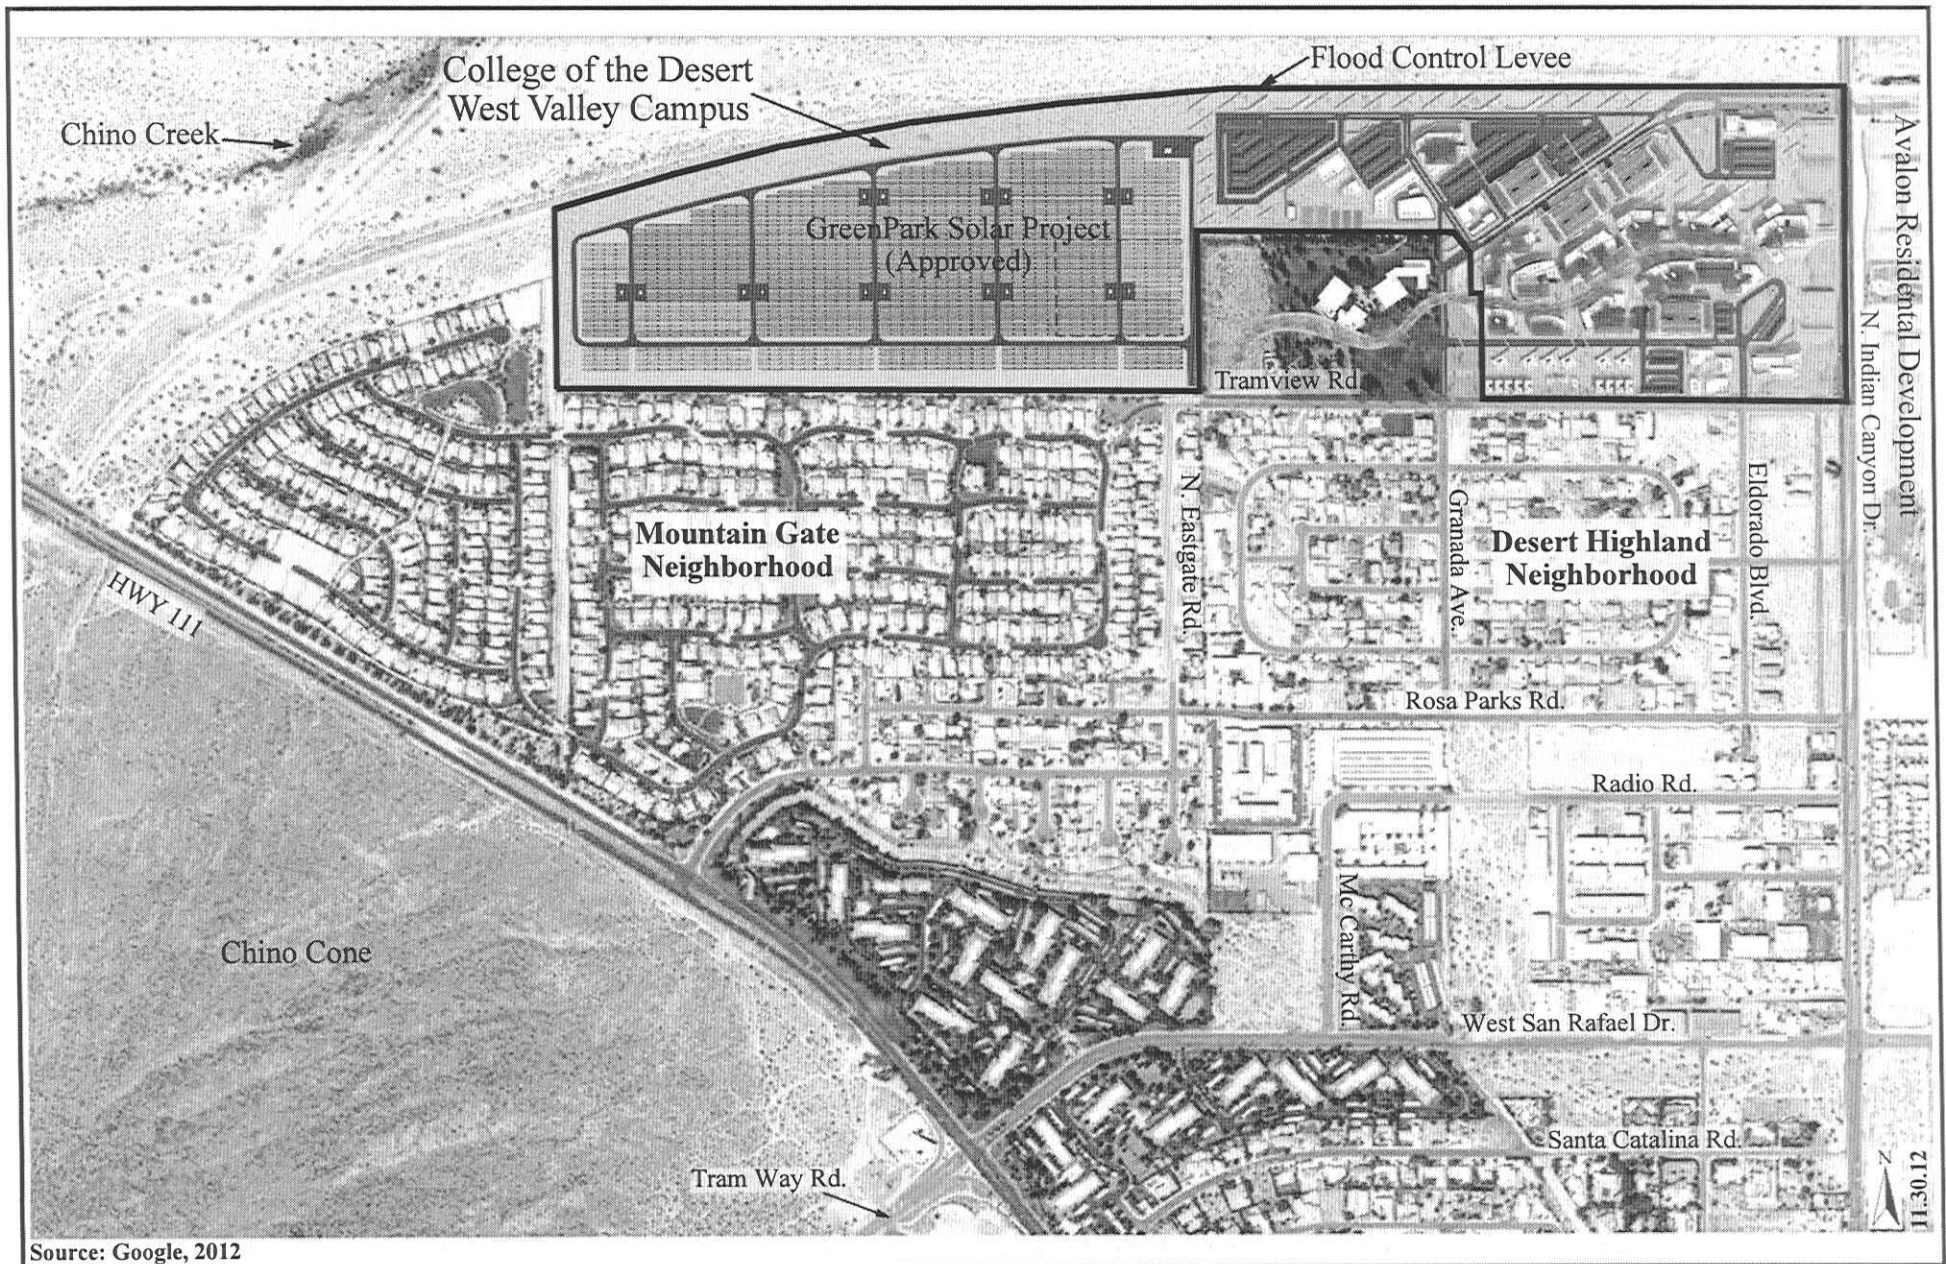 College of the Desert
West Valley Campus
Flood Control Levee
Chino Creek
GreenPark Solar Project
(Approved)
Avalon Residental Development
N. Indian Canyon Dr.
Tramview Rd.
Mountain Gate
Neighborhood
N. Eastgate Rd.
Granada Ave.
Desert Highland
Neighborhood
Eldorado Blvd.
HWY 111
Rosa Parks Rd.
Radio Rd.
Mc Carthy Rd.
Chino Cone
West San Rafael Dr.
Santa Catalina Rd.
Tram Way Rd.
N
11.30.12
Source: Google, 2012